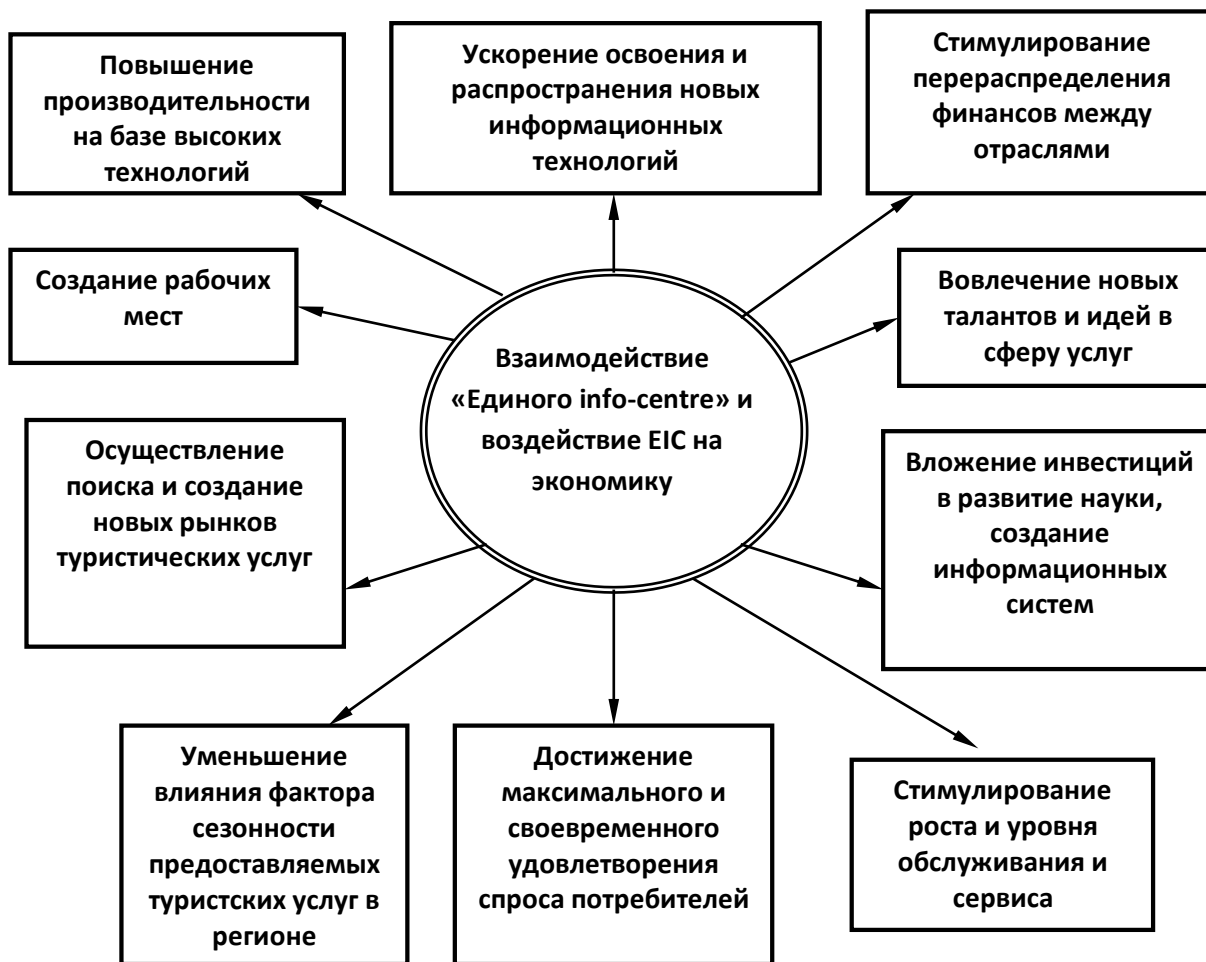 Повышение
производительности
на базе высоких
технологий
Ускорение освоения и
распространения новых
информационных
технологий
Стимулирование
перераспределения
финансов между
отраслями
Создание рабочих
мест
Вовлечение новых
талантов и идей в
сферу услуг
Взаимодействие
«Единого info-centre» и
воздействие EIC на
экономику
Осуществление
поиска и создание
новых рынков
туристических услуг
Вложение инвестиций
в развитие науки,
создание
информационных
систем
Уменьшение
влияния фактора
сезонности
предоставляемых
туристских услуг в
регионе
Достижение
максимального и
своевременного
удовлетворения
спроса потребителей
Стимулирование
роста и уровня
обслуживания и
сервиса